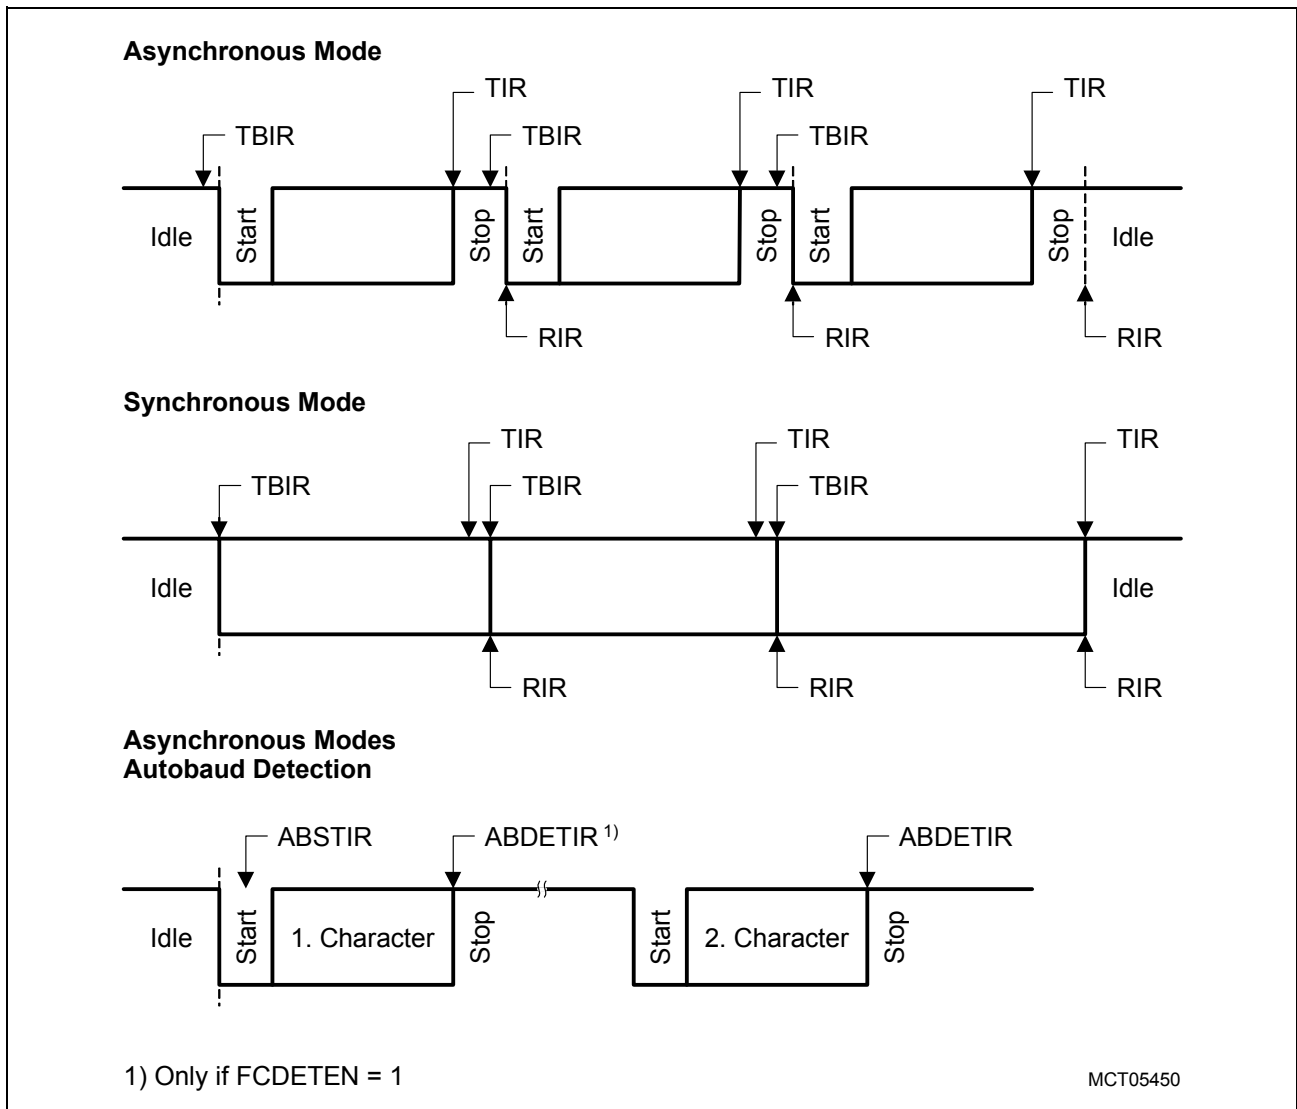 Asynchronous Mode
TIR TIR TIR
TBIR TBIR TBIR
Idle Start Stop Start Stop Start Stop Idle
RIR RIR RIR
Synchronous Mode
TIR TIR TIR
TBIR TBIR TBIR
Idle Idle
RIR RIR RIR
Asynchronous Modes
Autobaud Detection
ABSTIR ABDETIR 1) ABDETIR
Idle Start 1. Character Stop Start 2. Character Stop
1) Only if FCDETEN = 1
MCT05450